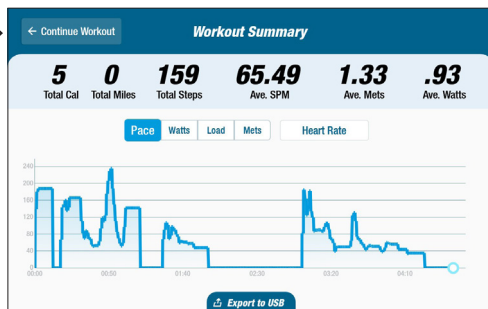 ← Continue Workout
Workout Summary
5 0 159 65.49 1.33 .93
Total Cal Total Miles Total Steps Ave. SPM Ave. Mets Ave. Watts
Pace Watts Load Mets Heart Rate
240
200
160
120
80
40
0
00:00 00:50 01:40 02:30 03:20 04:10
Export to USB